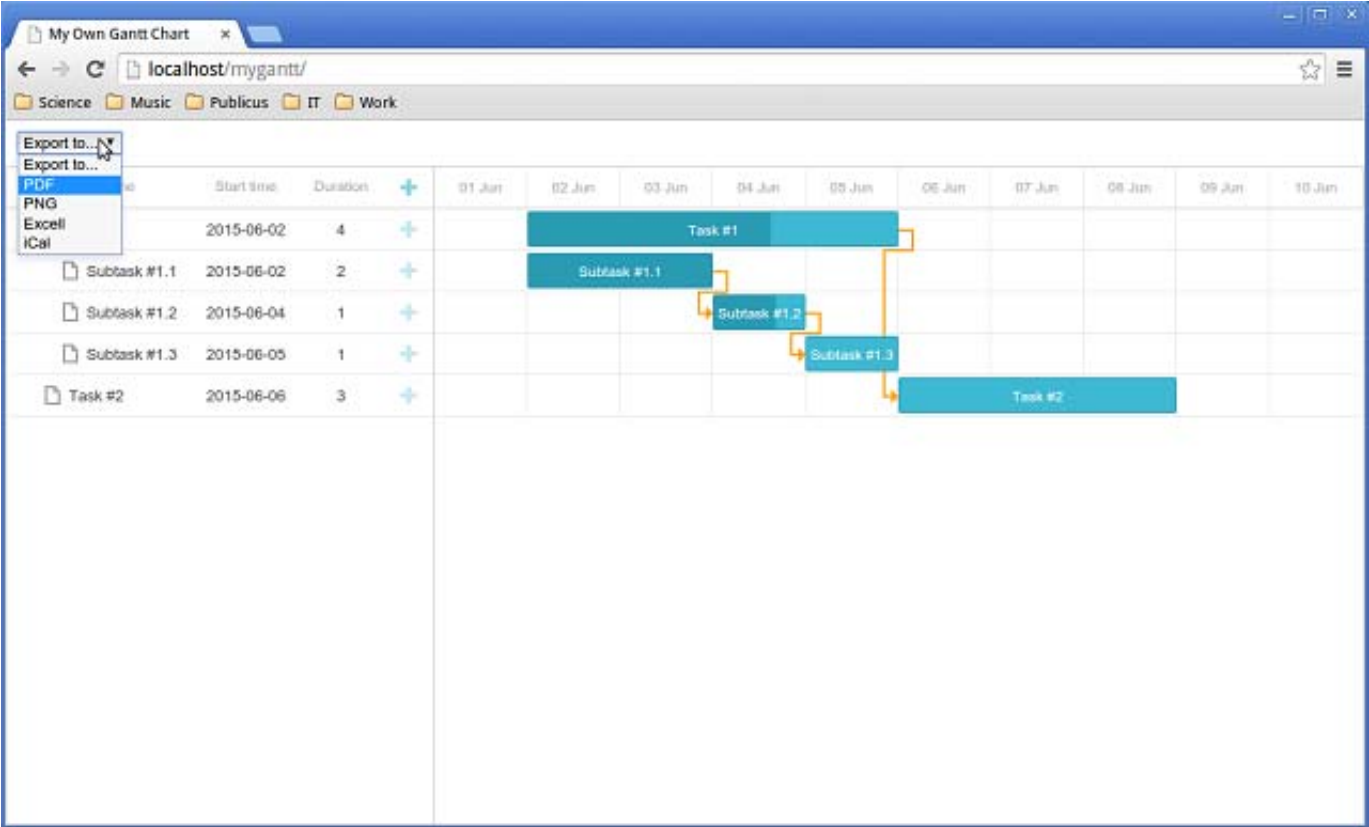 My Own Gantt Chart
localhost/mygantt/
Science Music Publicus IT Work
Export to...
Export to...
PDF
PNG
Excell
iCal
Start time Duration 01 Jun 02 Jun 03 Jun 04 Jun 05 Jun 06 Jun 07 Jun 08 Jun 09 Jun 10 Jun
2015-06-02 4 Task #1
Subtask #1.1 2015-06-02 2 Subtask #1.1
Subtask #1.2 2015-06-04 1 Subtask #1.2
Subtask #1.3 2015-06-05 1 Subtask #1.3
Task #2 2015-06-06 3 Task #2